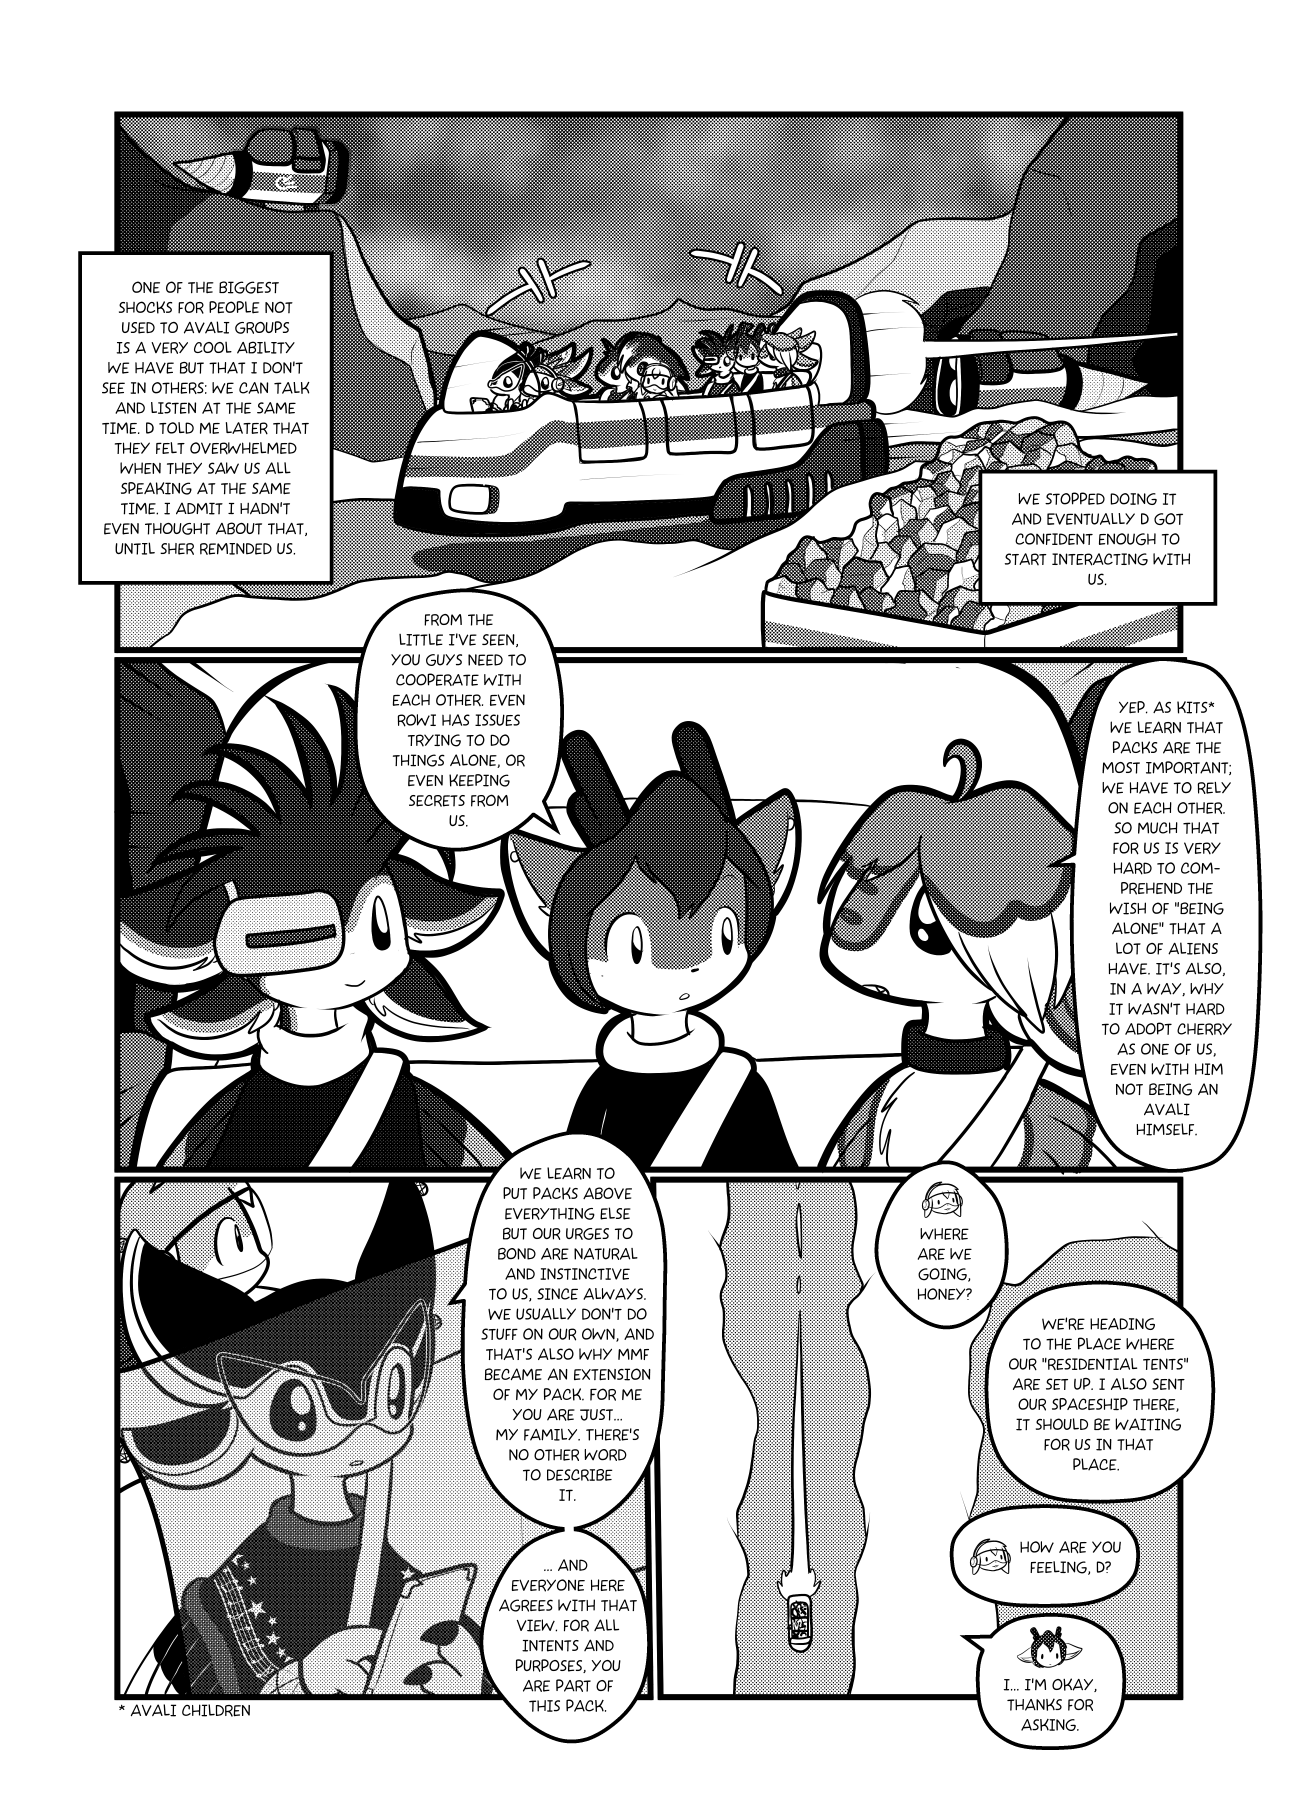 ONE OF THE BIGGEST
SHOCKS FOR PEOPLE NOT
USED TO AVALI GROUPS
IS A VERY COOL ABILITY
WE HAVE BUT THAT I DON'T
SEE IN OTHERS: WE CAN TALK
AND LISTEN AT THE SAME
TIME. D TOLD ME LATER THAT
THEY FELT OVERWHELMED
WHEN THEY SAW US ALL
SPEAKING AT THE SAME
TIME. I ADMIT I HADN'T
EVEN THOUGHT ABOUT THAT,
UNTIL SHER REMINDED US.
WE STOPPED DOING IT
AND EVENTUALLY D GOT
CONFIDENT ENOUGH TO
START INTERACTING WITH
US.
FROM THE
LITTLE I'VE SEEN,
YOU GUYS NEED TO
COOPERATE WITH
EACH OTHER. EVEN
ROWI HAS ISSUES
TRYING TO DO
THINGS ALONE, OR
EVEN KEEPING
SECRETS FROM
US.
YEP. AS KITS*
WE LEARN THAT
PACKS ARE THE
MOST IMPORTANT;
WE HAVE TO RELY
ON EACH OTHER.
SO MUCH THAT
FOR US IS VERY
HARD TO COM-
PREHEND THE
WISH OF "BEING
ALONE" THAT A
LOT OF ALIENS
HAVE. IT'S ALSO,
IN A WAY, WHY
IT WASN'T HARD
TO ADOPT CHERRY
AS ONE OF US,
EVEN WITH HIM
NOT BEING AN
AVALI
HIMSELF.
WE LEARN TO
PUT PACKS ABOVE
EVERYTHING ELSE
BUT OUR URGES TO
BOND ARE NATURAL
AND INSTINCTIVE
TO US, SINCE ALWAYS.
WE USUALLY DON'T DO
STUFF ON OUR OWN, AND
THAT'S ALSO WHY MMF
BECAME AN EXTENSION
OF MY PACK. FOR ME
YOU ARE JUST...
MY FAMILY. THERE'S
NO OTHER WORD
TO DESCRIBE
IT.
... AND
EVERYONE HERE
AGREES WITH THAT
VIEW. FOR ALL
INTENTS AND
PURPOSES, YOU
ARE PART OF
THIS PACK.
WHERE
ARE WE
GOING,
HONEY?
WE'RE HEADING
TO THE PLACE WHERE
OUR "RESIDENTIAL TENTS"
ARE SET UP. I ALSO SENT
OUR SPACESHIP THERE,
IT SHOULD BE WAITING
FOR US IN THAT
PLACE.
HOW ARE YOU
FEELING, D?
I... I'M OKAY,
THANKS FOR
ASKING.
* AVALI CHILDREN